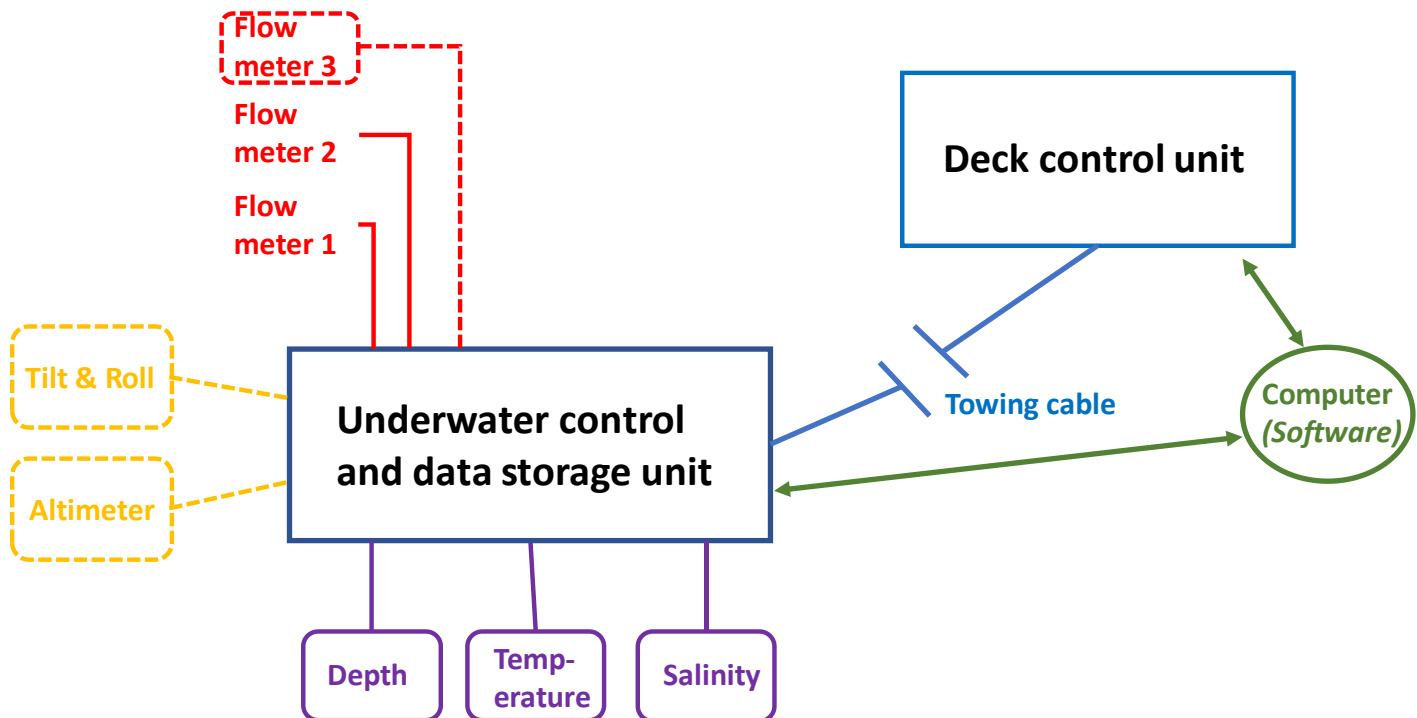 Flow
meter 3
Flow
meter 2
Flow
meter 1
Deck control unit
Tilt & Roll
Altimeter
Underwater control
and data storage unit
Towing cable
Computer
(Software)
Depth
Temp-
erature
Salinity